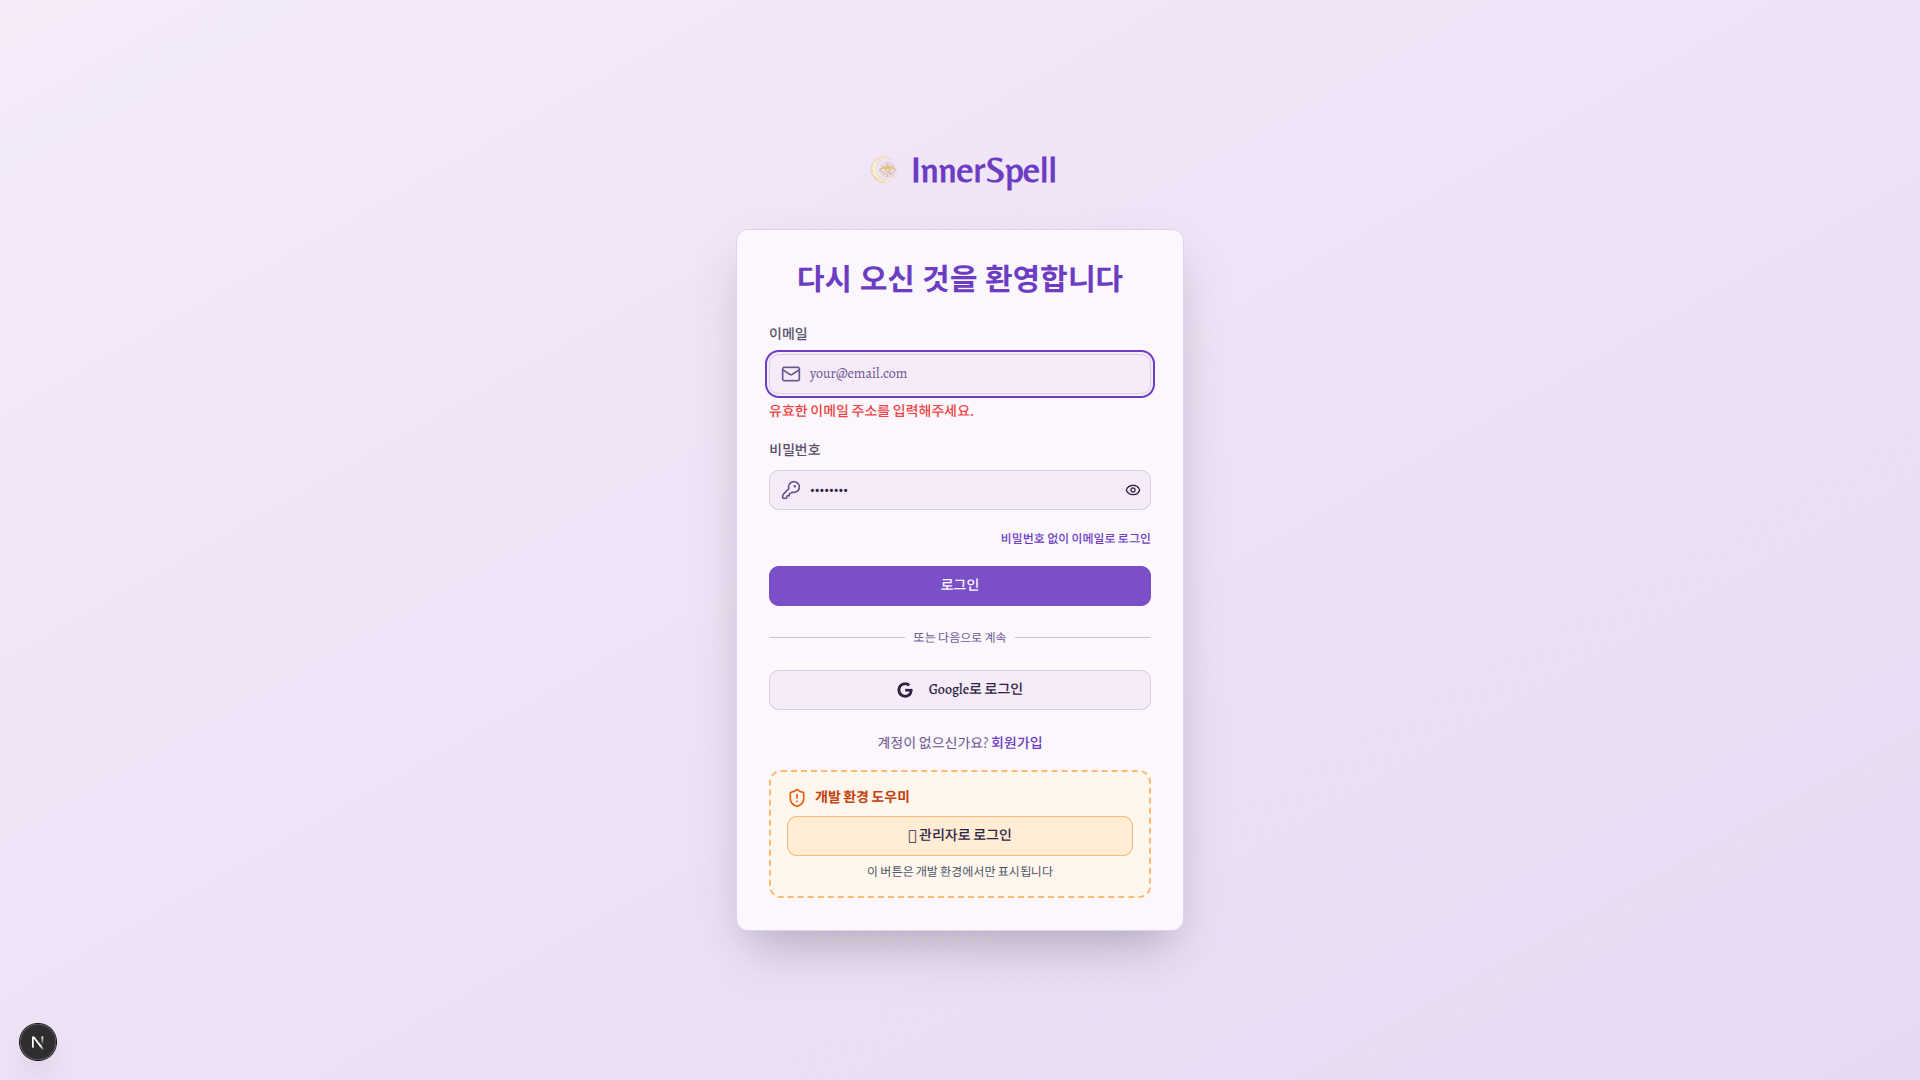 InnerSpell
다시 오신 것을 환영합니다
이메일
your@email.com
유효한 이메일 주소를 입력해주세요.
비밀번호
••••••••
비밀번호 없이 이메일로 로그인
로그인
또는 다음으로 계속
Google로 로그인
계정이 없으신가요? 회원가입
개발 환경 도우미
관리자로 로그인
이 버튼은 개발 환경에서만 표시됩니다
N